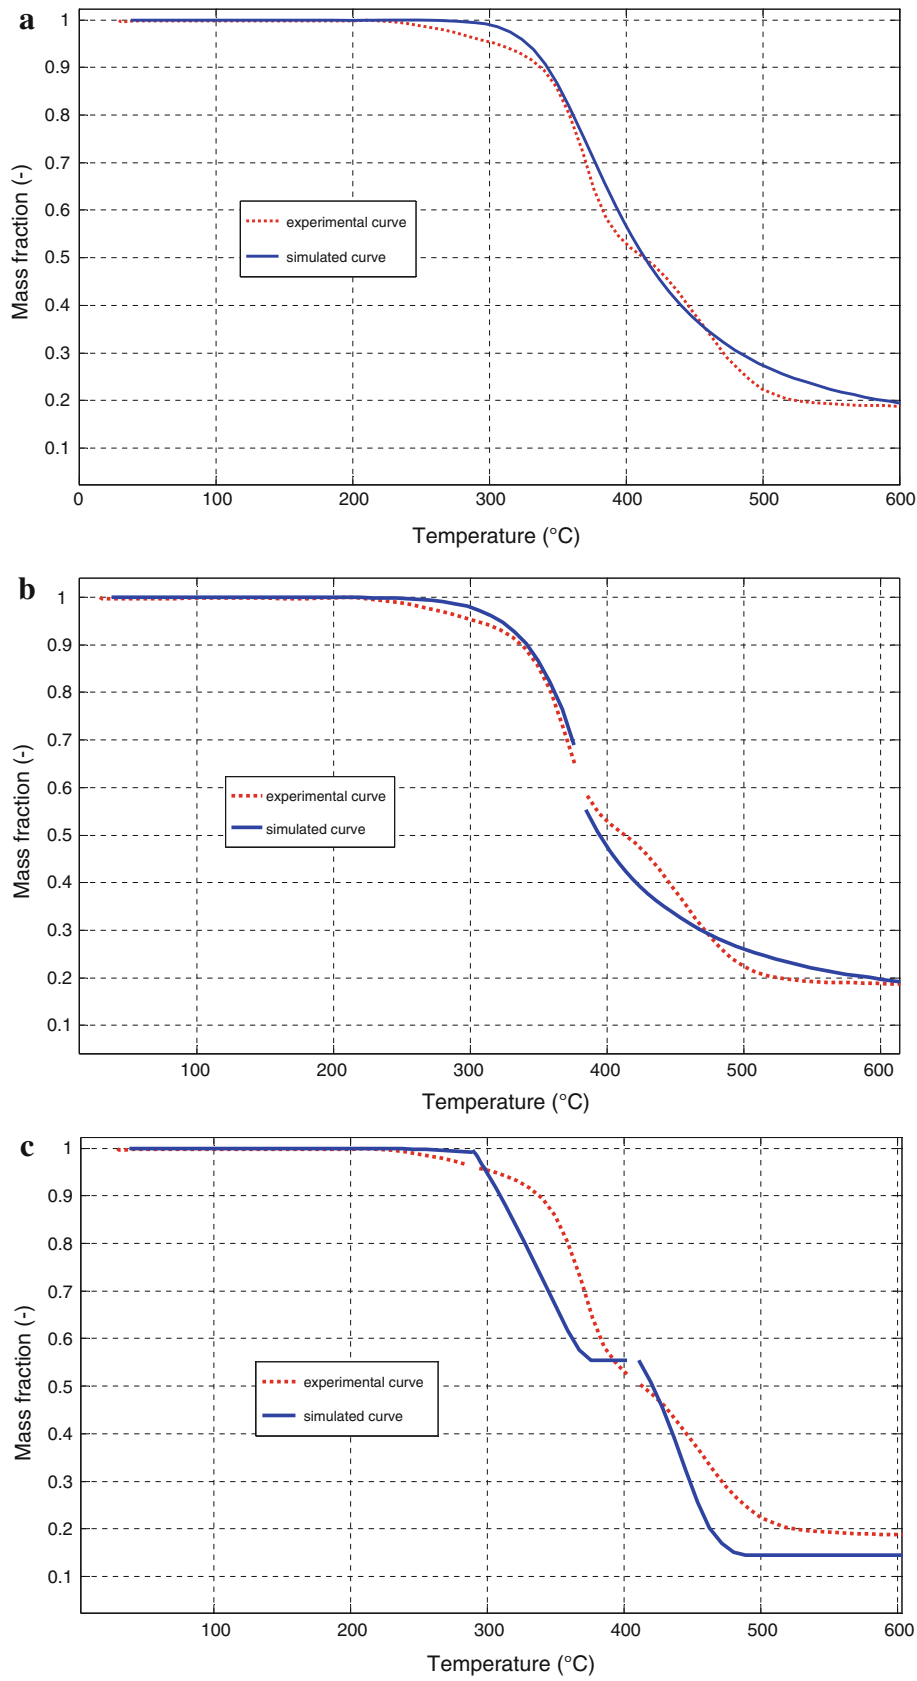 a
1
0.9
0.8
0.7
0.6
0.5
0.4
0.3
0.2
0.1
Mass fraction (-)
experimental curve
simulated curve
0 100 200 300 400 500 600
Temperature (°C)
b
1
0.9
0.8
0.7
0.6
0.5
0.4
0.3
0.2
0.1
Mass fraction (-)
experimental curve
simulated curve
100 200 300 400 500 600
Temperature (°C)
c
1
0.9
0.8
0.7
0.6
0.5
0.4
0.3
0.2
0.1
Mass fraction (-)
experimental curve
simulated curve
100 200 300 400 500 600
Temperature (°C)